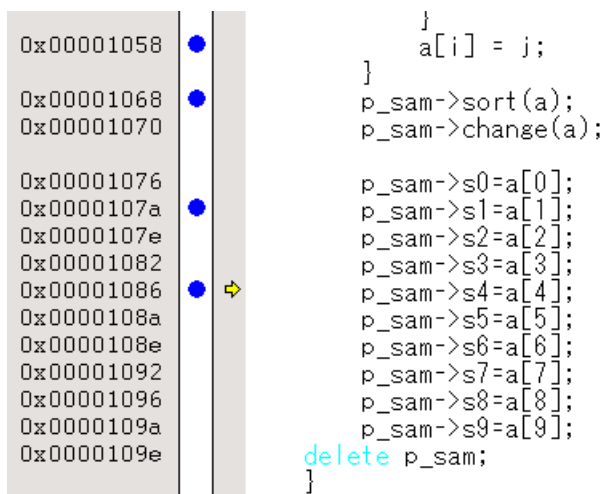 }
0x00001058 a[i] = j;
}
0x00001068 p_sam->sort(a);
0x00001070 p_sam->change(a);
0x00001076 p_sam->s0=a[0];
0x0000107a p_sam->s1=a[1];
0x0000107e p_sam->s2=a[2];
0x00001082 p_sam->s3=a[3];
0x00001086 p_sam->s4=a[4];
0x0000108a p_sam->s5=a[5];
0x0000108e p_sam->s6=a[6];
0x00001092 p_sam->s7=a[7];
0x00001096 p_sam->s8=a[8];
0x0000109a p_sam->s9=a[9];
0x0000109e delete p_sam;
}